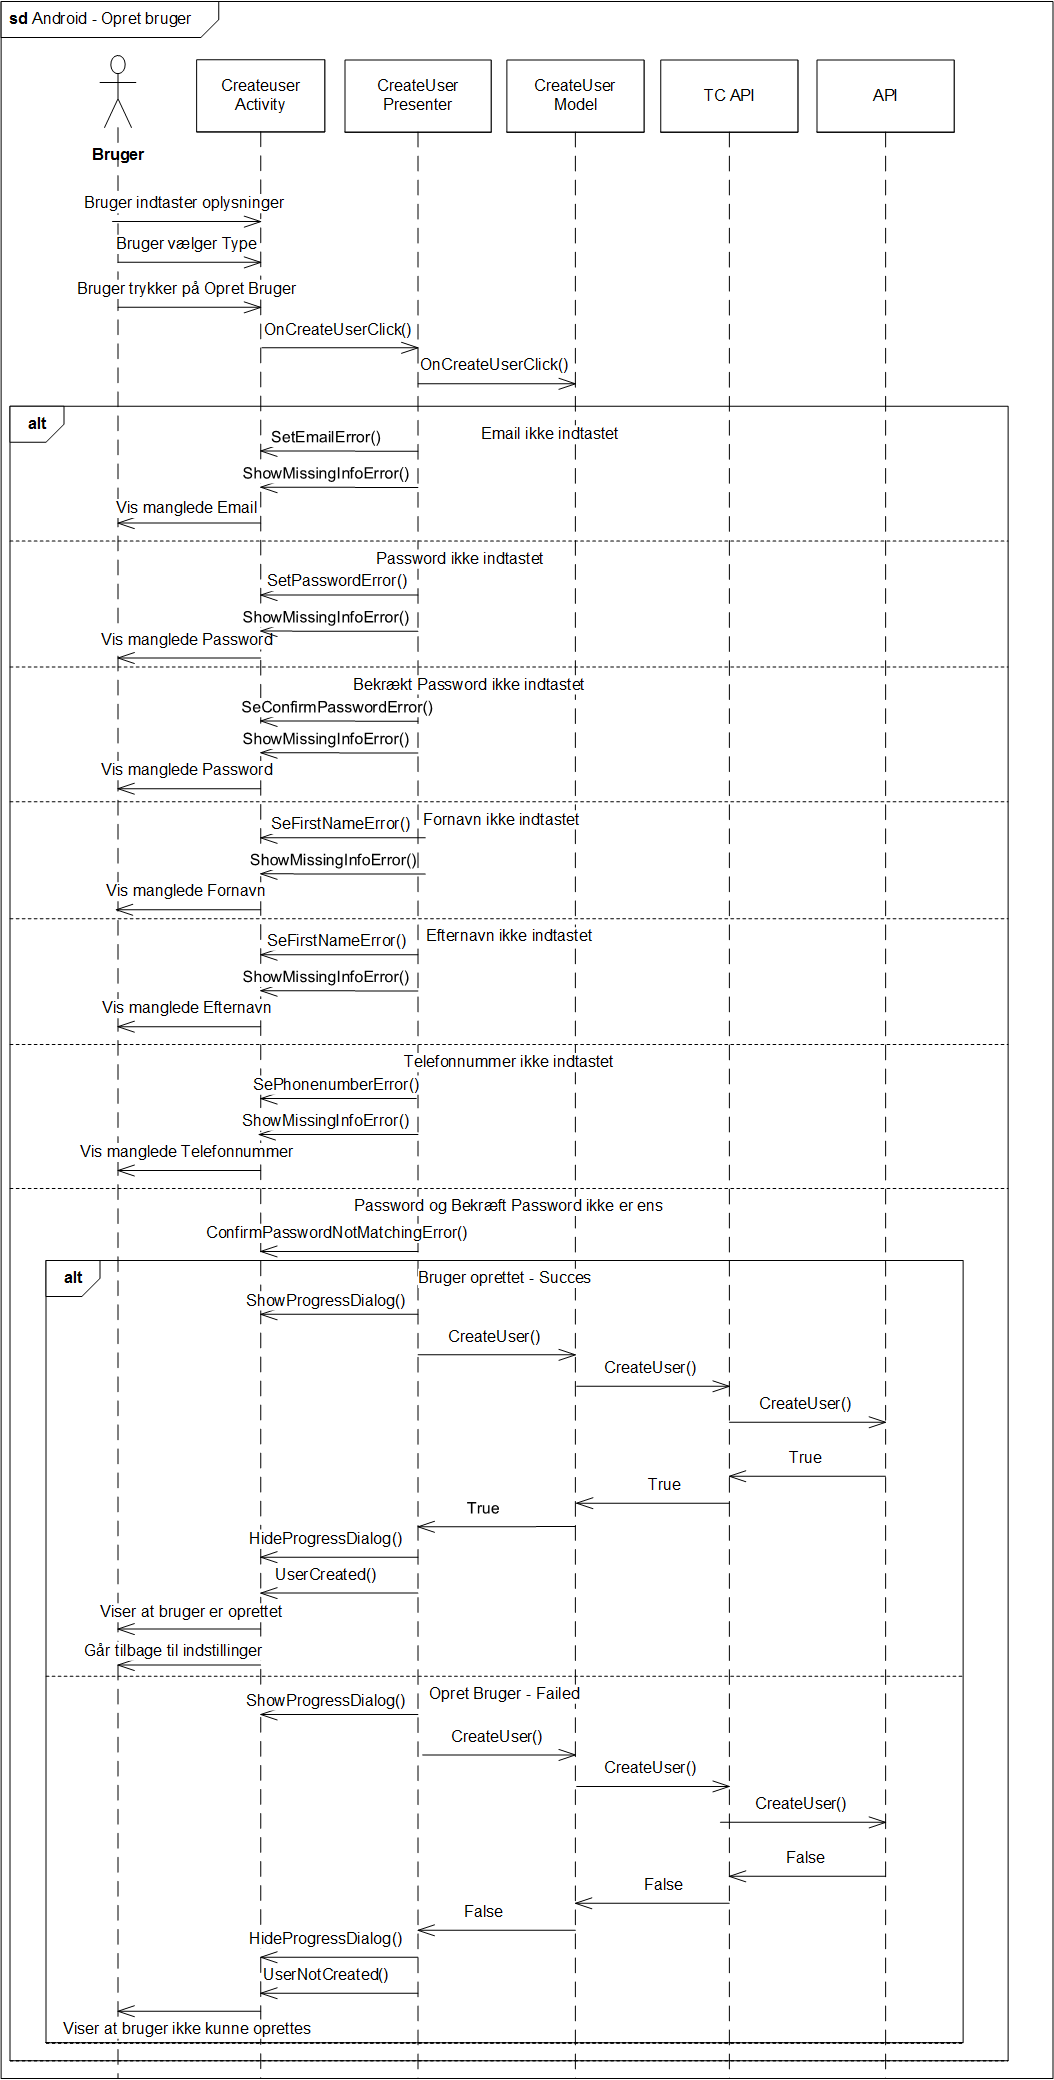 sd Android - Opret bruger
Createuser
Activity
CreateUser
Presenter
CreateUser
Model
TC API
API
Bruger
Bruger indtaster oplysninger
Bruger vælger Type
Bruger trykker på Opret Bruger
OnCreateUserClick()
OnCreateUserClick()
alt
Email ikke indtastet
SetEmailError()
ShowMissingInfoError()
Vis manglede Email
Password ikke indtastet
SetPasswordError()
ShowMissingInfoError()
Vis manglede Password
Bekrækt Password ikke indtastet
SeConfirmPasswordError()
ShowMissingInfoError()
Vis manglede Password
Fornavn ikke indtastet
SeFirstNameError()
ShowMissingInfoError()
Vis manglede Fornavn
Efternavn ikke indtastet
SeFirstNameError()
ShowMissingInfoError()
Vis manglede Efternavn
Telefonnummer ikke indtastet
SePhonenumberError()
ShowMissingInfoError()
Vis manglede Telefonnummer
Password og Bekræft Password ikke er ens
ConfirmPasswordNotMatchingError()
alt
Bruger oprettet - Succes
ShowProgressDialog()
CreateUser()
CreateUser()
CreateUser()
True
True
True
HideProgressDialog()
UserCreated()
Viser at bruger er oprettet
Går tilbage til indstillinger
Opret Bruger - Failed
ShowProgressDialog()
CreateUser()
CreateUser()
CreateUser()
False
False
False
HideProgressDialog()
UserNotCreated()
Viser at bruger ikke kunne oprettes